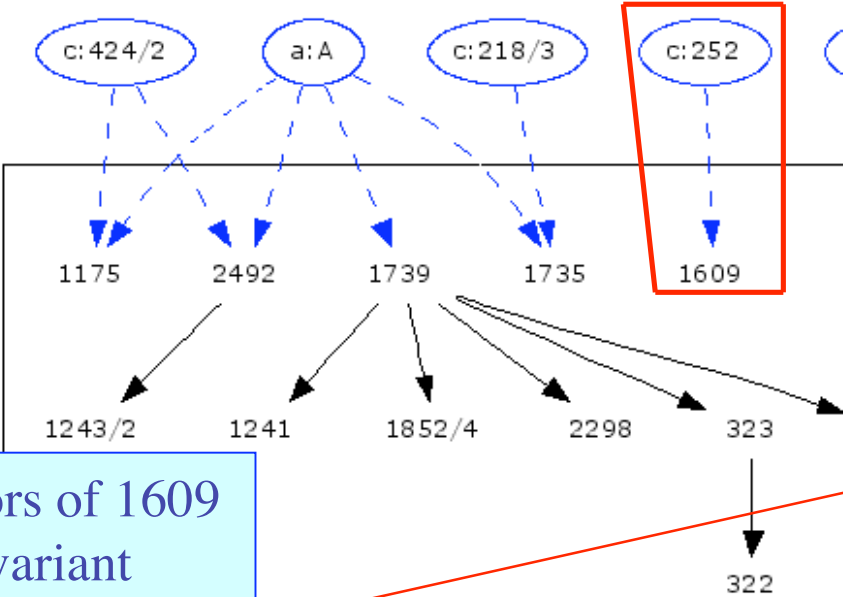 c:424/2 a:A c:218/3 c:252
1175 2492 1739 1735 1609
1243/2 1241 1852/4 2298 323
ors of 1609
variant
322